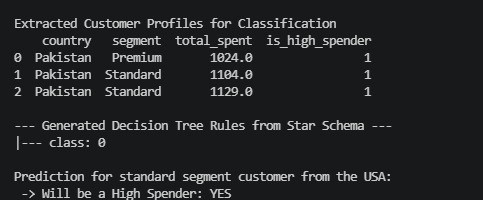 Extracted Customer Profiles for Classification
country segment total_spent is_high_spender
0 Pakistan Premium 1024.0 1
1 Pakistan Standard 1104.0 1
2 Pakistan Standard 1129.0 1
--- Generated Decision Tree Rules from Star Schema ---
|--- class: 0
Prediction for standard segment customer from the USA:
-> Will be a High Spender: YES